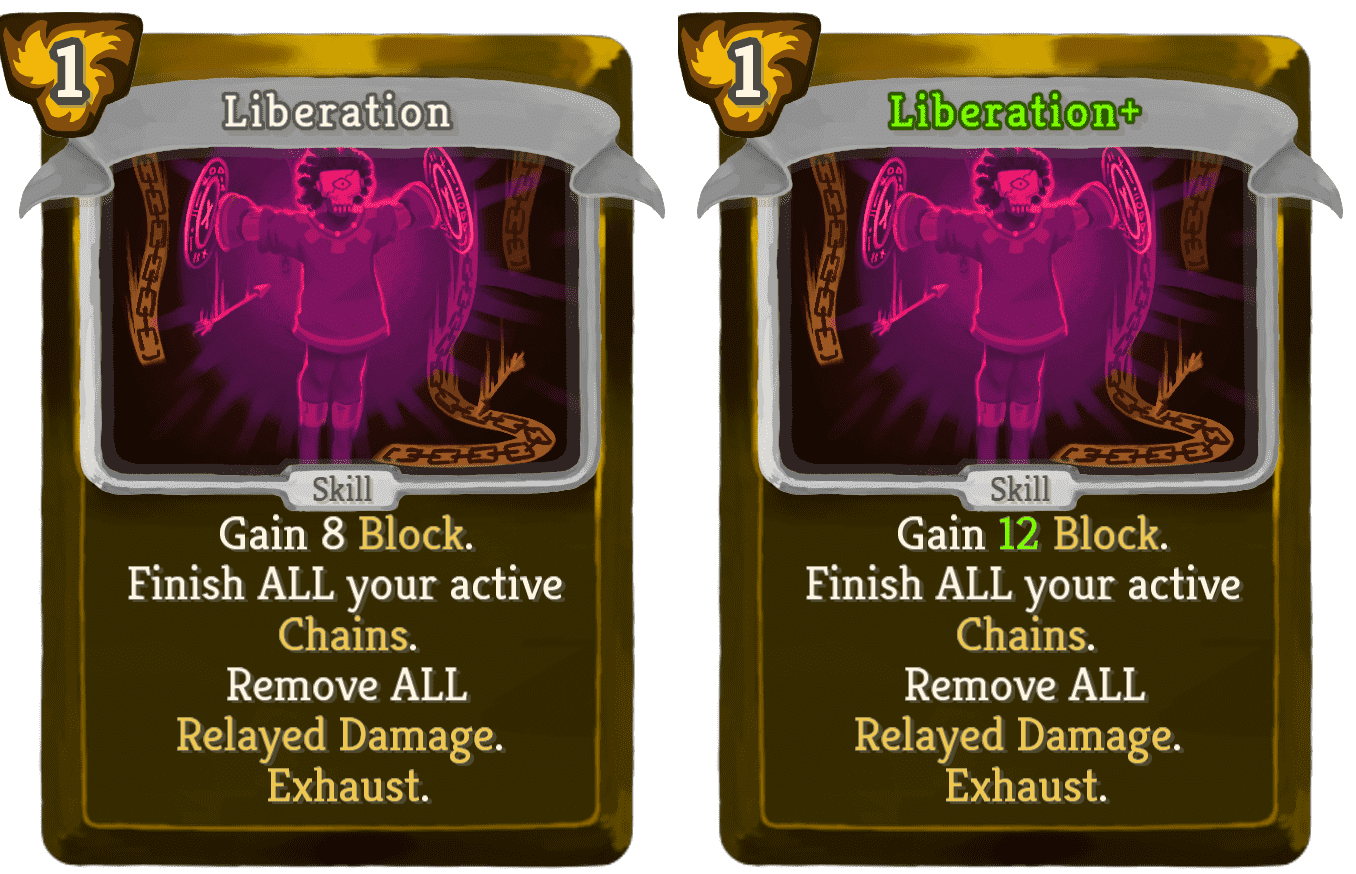 1
Liberation
Skill
Gain 8 Block.
Finish ALL your active
Chains.
Remove ALL
Relayed Damage.
Exhaust.
1
Liberation+
Skill
Gain 12 Block.
Finish ALL your active
Chains.
Remove ALL
Relayed Damage.
Exhaust.